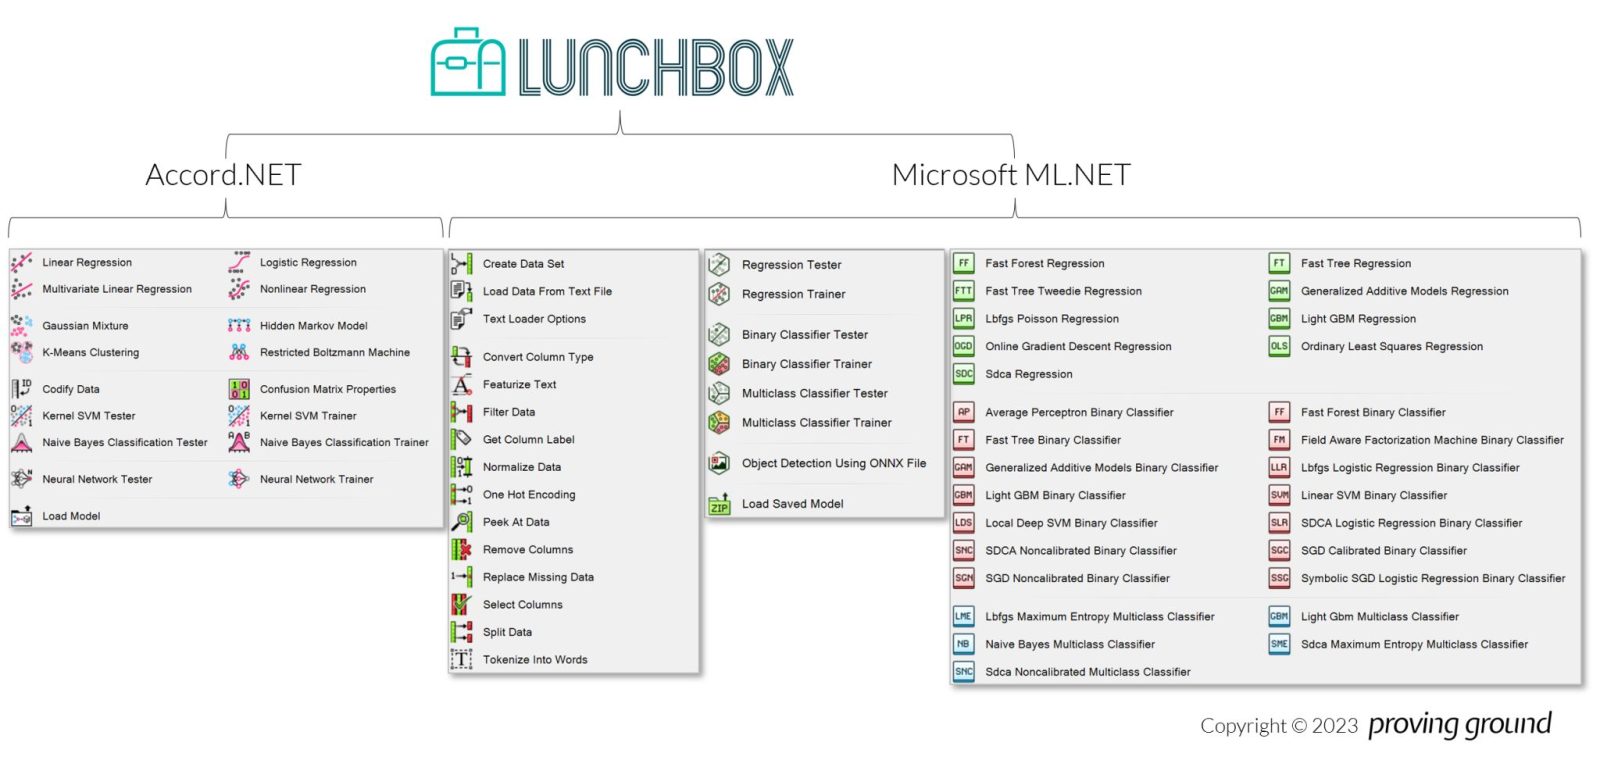 LUNCHBOX
Accord.NET
Microsoft ML.NET
Linear Regression
Logistic Regression
Multivariate Linear Regression
Nonlinear Regression
Gaussian Mixture
Hidden Markov Model
K-Means Clustering
Restricted Boltzmann Machine
ID Codify Data
Confusion Matrix Properties
Kernel SVM Tester
Kernel SVM Trainer
Naive Bayes Classification Tester
Naive Bayes Classification Trainer
Neural Network Tester
Neural Network Trainer
Load Model
Create Data Set
Load Data From Text File
Text Loader Options
Convert Column Type
Featurize Text
Filter Data
Get Column Label
Normalize Data
One Hot Encoding
Peek At Data
Remove Columns
Replace Missing Data
Select Columns
Split Data
Tokenize Into Words
Regression Tester
Regression Trainer
Binary Classifier Tester
Binary Classifier Trainer
Multiclass Classifier Tester
Multiclass Classifier Trainer
Object Detection Using ONNX File
ZIP Load Saved Model
FF Fast Forest Regression
FT Fast Tree Regression
FTT Fast Tree Tweedie Regression
GAM Generalized Additive Models Regression
LPR Lbfgs Poisson Regression
GBM Light GBM Regression
OGD Online Gradient Descent Regression
OLS Ordinary Least Squares Regression
SDC Sdca Regression
AP Average Perceptron Binary Classifier
FF Fast Forest Binary Classifier
FT Fast Tree Binary Classifier
FM Field Aware Factorization Machine Binary Classifier
GAM Generalized Additive Models Binary Classifier
LLR Lbfgs Logistic Regression Binary Classifier
GBM Light GBM Binary Classifier
SVM Linear SVM Binary Classifier
LDS Local Deep SVM Binary Classifier
SLR SDCA Logistic Regression Binary Classifier
SNC SDCA Noncalibrated Binary Classifier
SGC SGD Calibrated Binary Classifier
SGN SGD Noncalibrated Binary Classifier
SSG Symbolic SGD Logistic Regression Binary Classifier
LME Lbfgs Maximum Entropy Multiclass Classifier
GBM Light Gbm Multiclass Classifier
NB Naive Bayes Multiclass Classifier
SME Sdca Maximum Entropy Multiclass Classifier
SNC Sdca Noncalibrated Multiclass Classifier
Copyright © 2023 proving ground